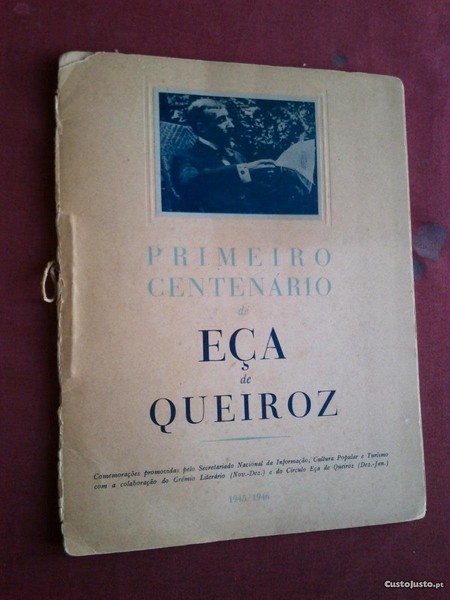 PRIMEIRO
CENTENÁRIO
de
EÇA
de
QUEIROZ
Comemorações promovidas pelo Secretariado Nacional da Informação, Cultura Popular e Turismo
com a colaboração do Grémio Literário (Nov.-Dez.) e do Círculo Eça de Queiroz (Dez.-Jan.)
1945/1946
CustoJusto.pt